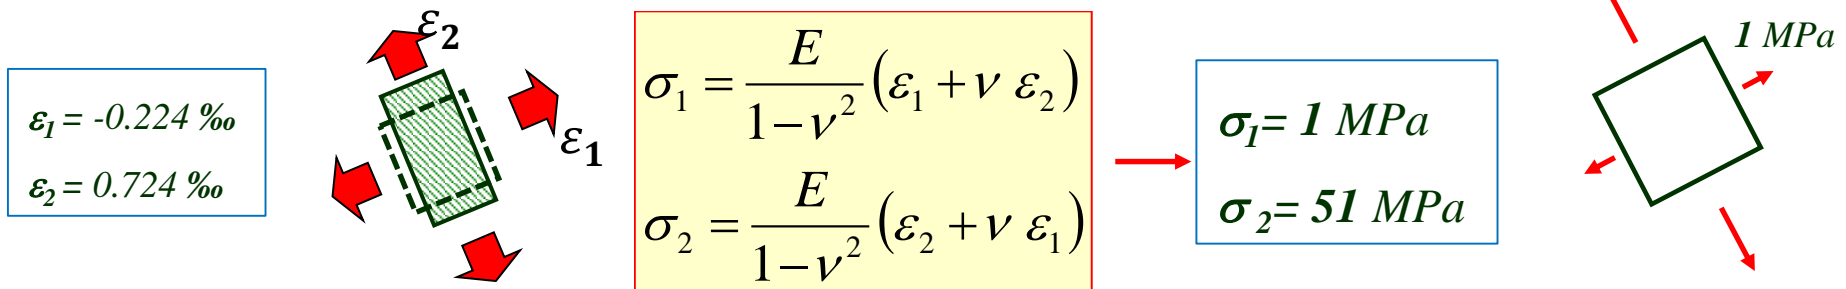 ε₁ = -0.224 ‰
ε₂ = 0.724 ‰
ε₂
ε₁
σ₁ = E / (1 − ν²) (ε₁ + ν ε₂)
σ₂ = E / (1 − ν²) (ε₂ + ν ε₁)
σ₁= 1 MPa
σ₂= 51 MPa
1 MPa